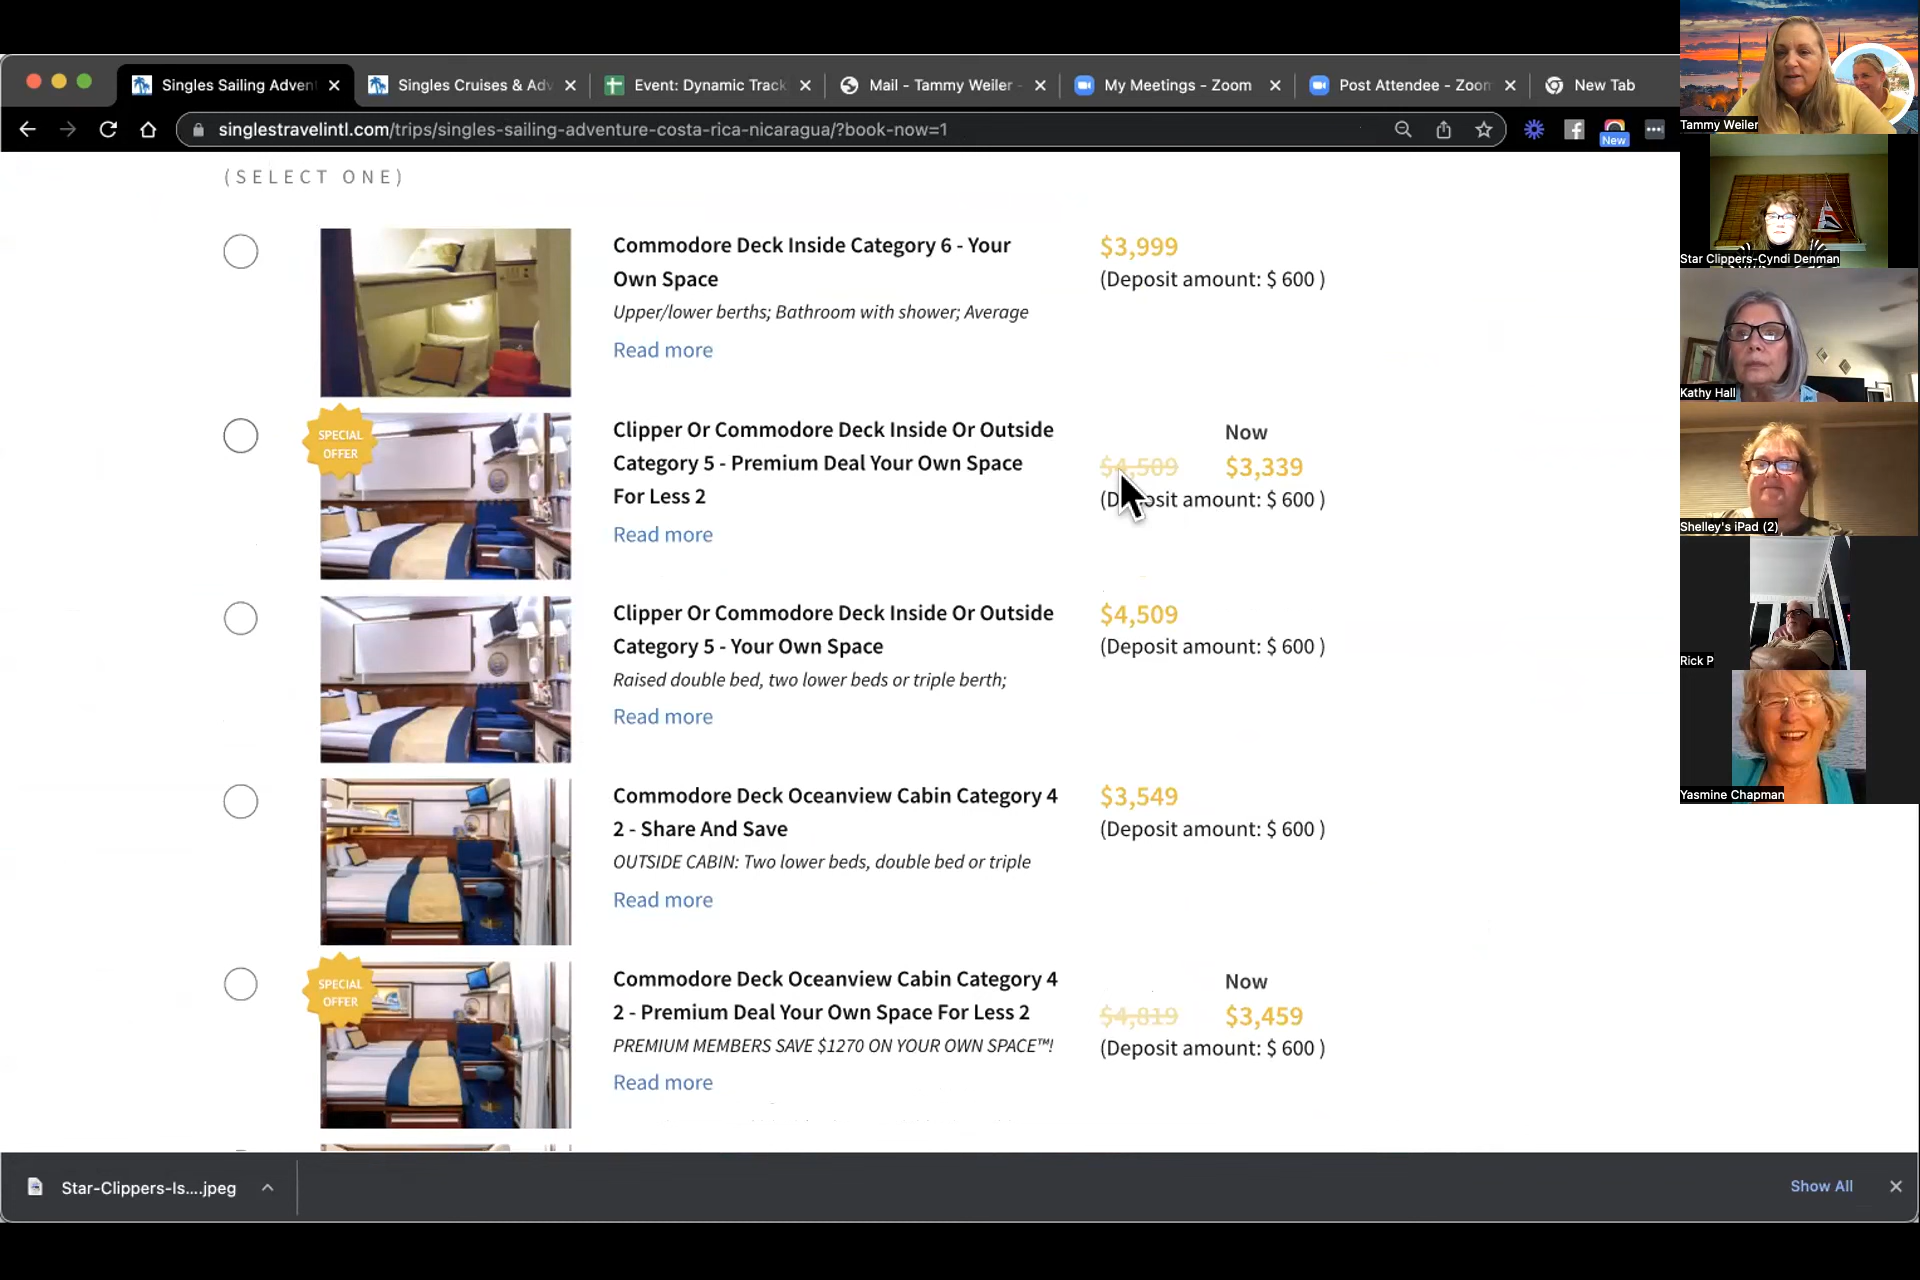 Singles Sailing Adven
Singles Cruises & Adv
Event: Dynamic Track
Mail - Tammy Weiler -
My Meetings - Zoom
Post Attendee - Zoom
New Tab
singlestravelintl.com/trips/singles-sailing-adventure-costa-rica-nicaragua/?book-now=1
New
(SELECT ONE)
Commodore Deck Inside Category 6 - Your
Own Space
Upper/lower berths; Bathroom with shower; Average
Read more
$3,999
(Deposit amount: $ 600 )
SPECIAL
OFFER
Clipper Or Commodore Deck Inside Or Outside
Category 5 - Premium Deal Your Own Space
For Less 2
Read more
Now
$4,509 $3,339
(Deposit amount: $ 600 )
Clipper Or Commodore Deck Inside Or Outside
Category 5 - Your Own Space
Raised double bed, two lower beds or triple berth;
Read more
$4,509
(Deposit amount: $ 600 )
Commodore Deck Oceanview Cabin Category 4
2 - Share And Save
OUTSIDE CABIN: Two lower beds, double bed or triple
Read more
$3,549
(Deposit amount: $ 600 )
SPECIAL
OFFER
Commodore Deck Oceanview Cabin Category 4
2 - Premium Deal Your Own Space For Less 2
PREMIUM MEMBERS SAVE $1270 ON YOUR OWN SPACE™!
Read more
Now
$4,819 $3,459
(Deposit amount: $ 600 )
Star-Clippers-Is....jpeg
Show All
Tammy Weiler
Star Clippers-Cyndi Denman
Kathy Hall
Shelley's iPad (2)
Rick P
Yasmine Chapman